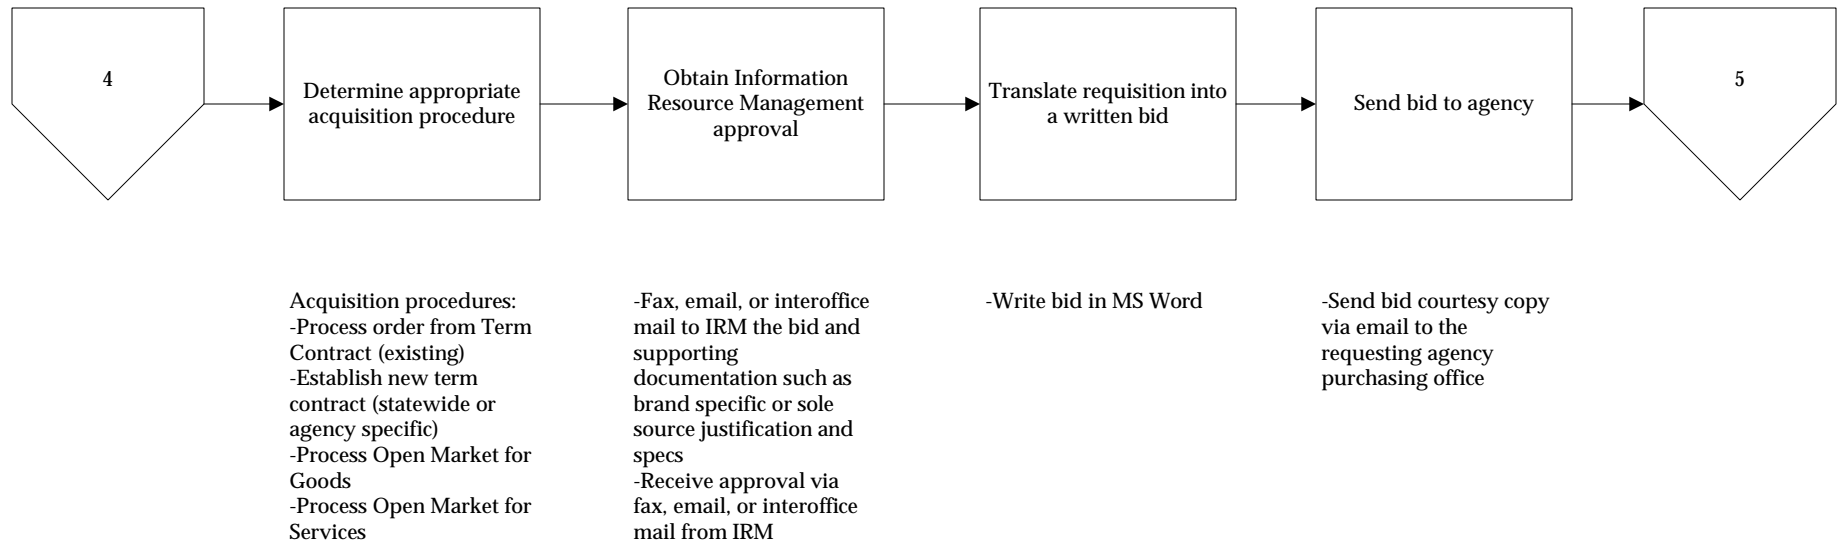 4
Determine appropriate
acquisition procedure
Obtain Information
Resource Management
approval
Translate requisition into
a written bid
Send bid to agency
5
Acquisition procedures:
-Process order from Term
Contract (existing)
-Establish new term
contract (statewide or
agency specific)
-Process Open Market for
Goods
-Process Open Market for
Services
-Fax, email, or interoffice
mail to IRM the bid and
supporting
documentation such as
brand specific or sole
source justification and
specs
-Receive approval via
fax, email, or interoffice
mail from IRM
-Write bid in MS Word
-Send bid courtesy copy
via email to the
requesting agency
purchasing office